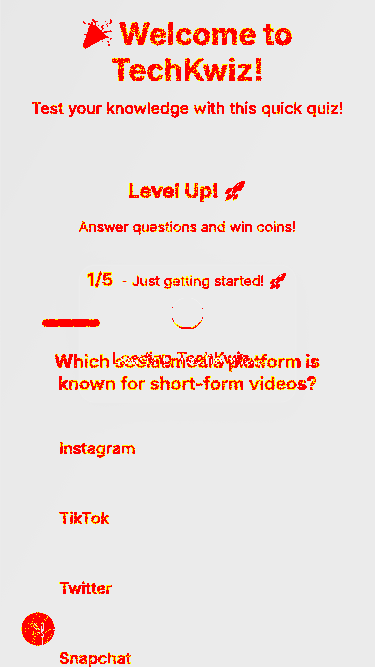 🎉 Welcome to
TechKwiz!
Test your knowledge with this quick quiz!
Level Up! 🚀
Answer questions and win coins!
1/5 - Just getting started! 🚀
Loading TechKwiz
Which social media platform is
known for short-form videos?
Instagram
TikTok
Twitter
Snapchat